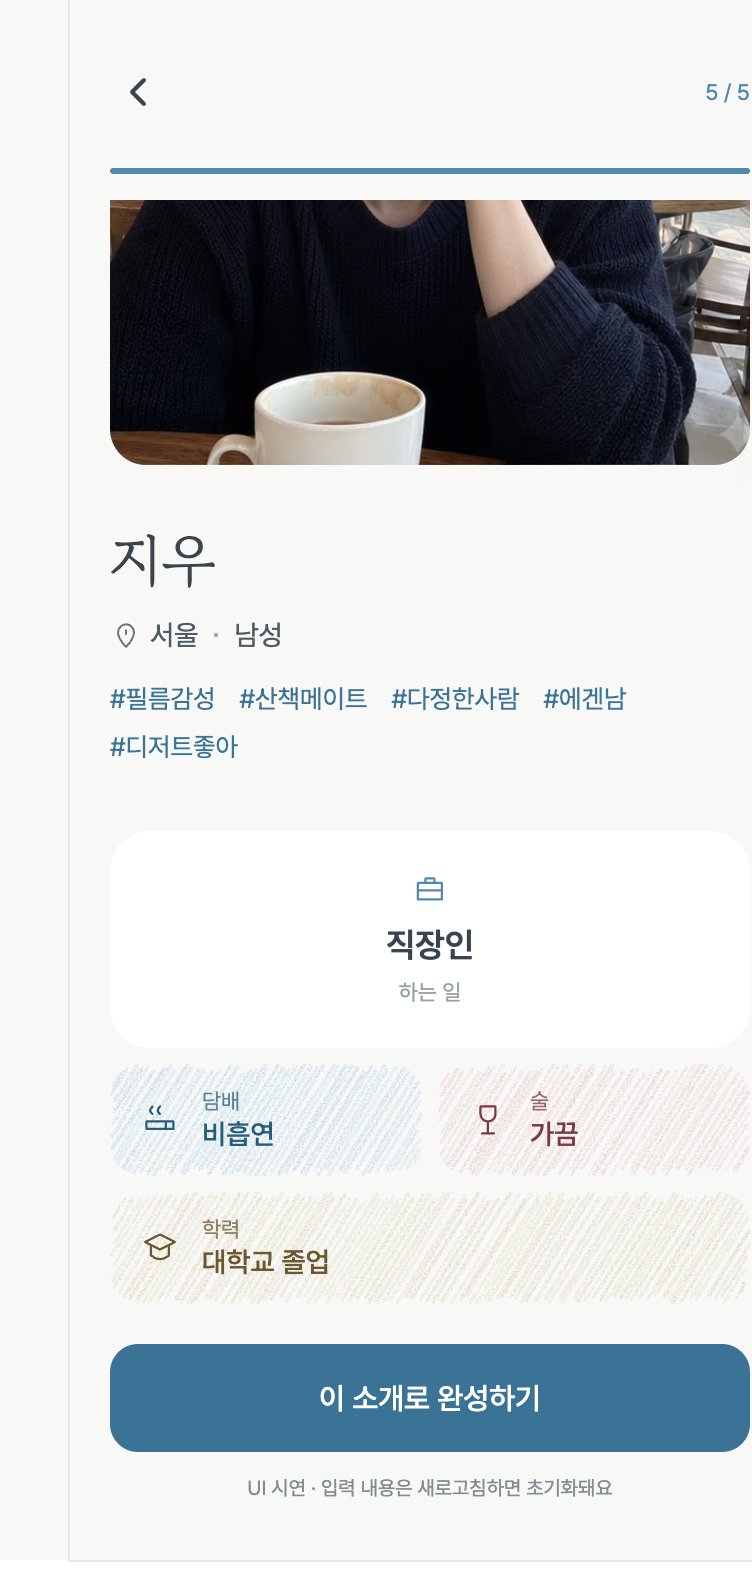 5 / 5
지우
서울 · 남성
#필름감성 #산책메이트 #다정한사람 #에겐남
#디저트좋아
직장인
하는 일
담배
비흡연
술
가끔
학력
대학교 졸업
이 소개로 완성하기
UI 시연 · 입력 내용은 새로고침하면 초기화돼요